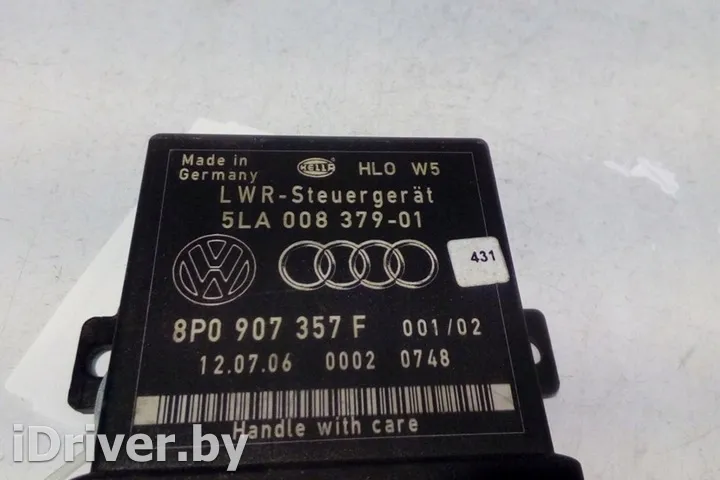 Made in
Germany
HELLA
HLO W5
LWR-Steuergerät
5LA 008 379-01
431
8P0 907 357 F 001/02
12.07.06 0002 0748
Handle with care
iDriver.by